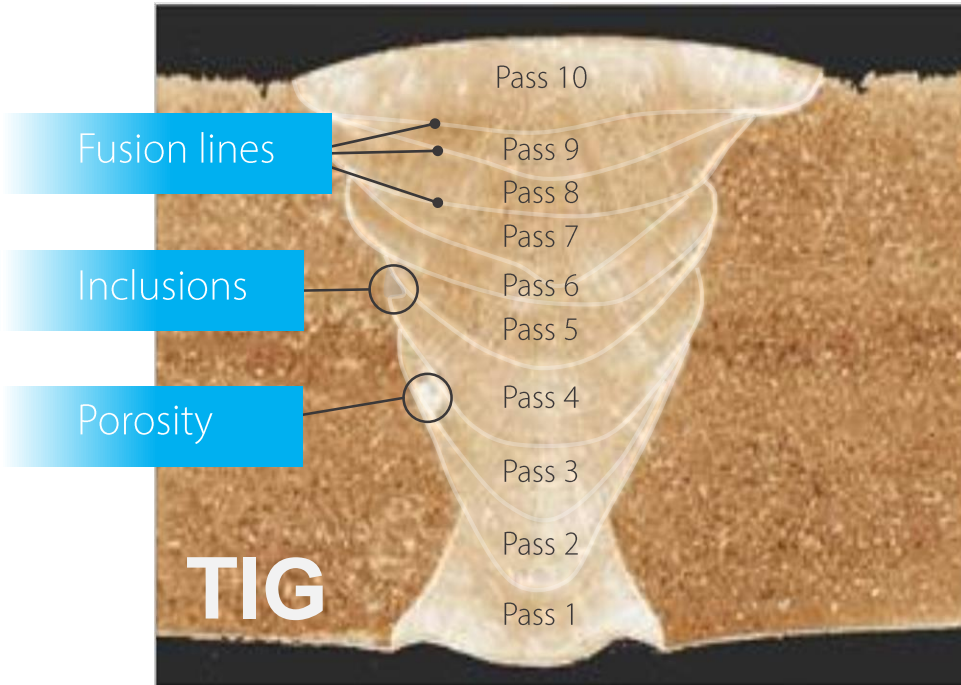 Pass 10
Fusion lines
Pass 9
Pass 8
Pass 7
Inclusions
Pass 6
Pass 5
Pass 4
Porosity
Pass 3
Pass 2
TIG
Pass 1